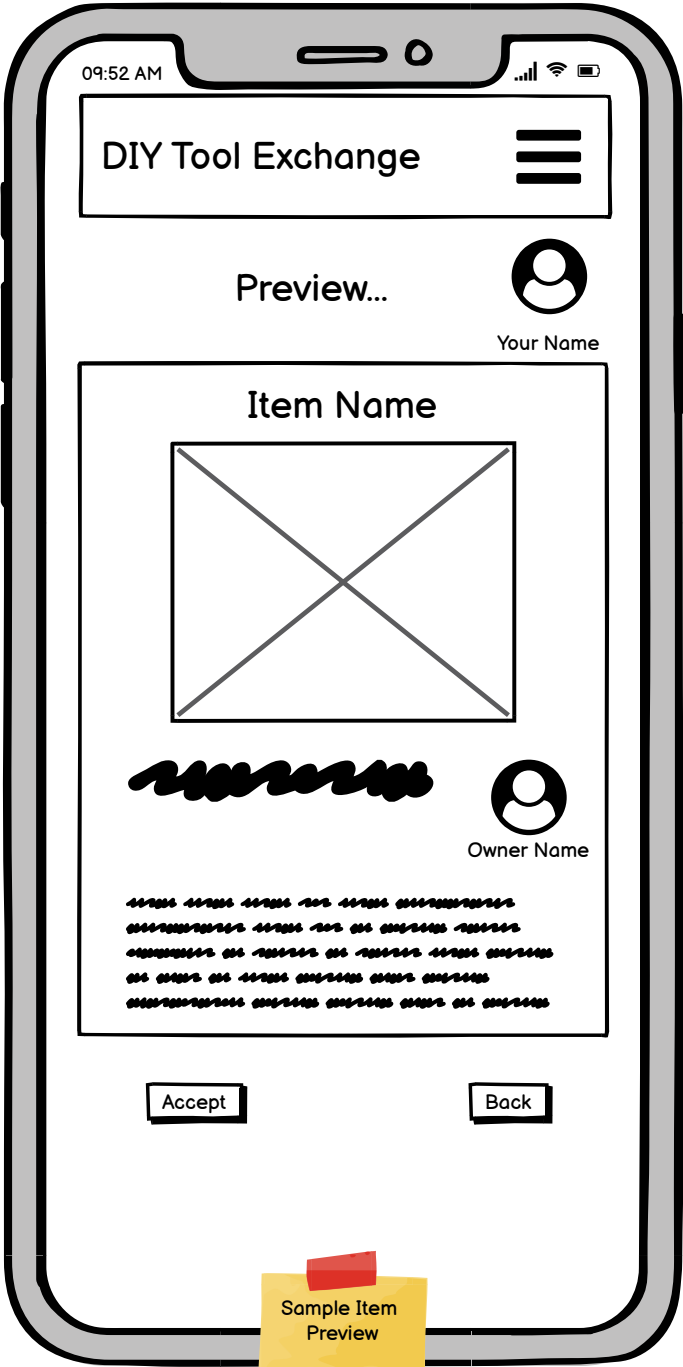 09:52 AM
DIY Tool Exchange
Preview...
Your Name
Item Name
Owner Name
Accept
Back
Sample Item
Preview